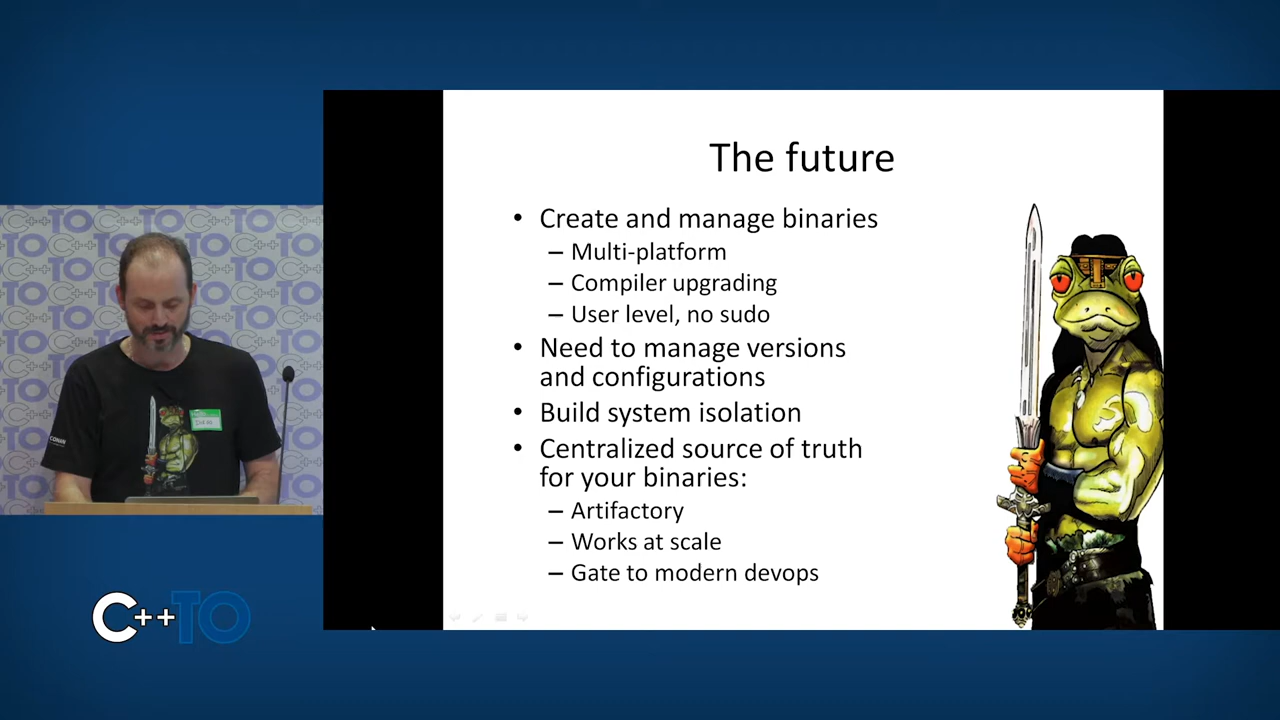 The future
• Create and manage binaries
– Multi-platform
– Compiler upgrading
– User level, no sudo
• Need to manage versions
and configurations
• Build system isolation
• Centralized source of truth
for your binaries:
– Artifactory
– Works at scale
– Gate to modern devops
CONAN
C++TO